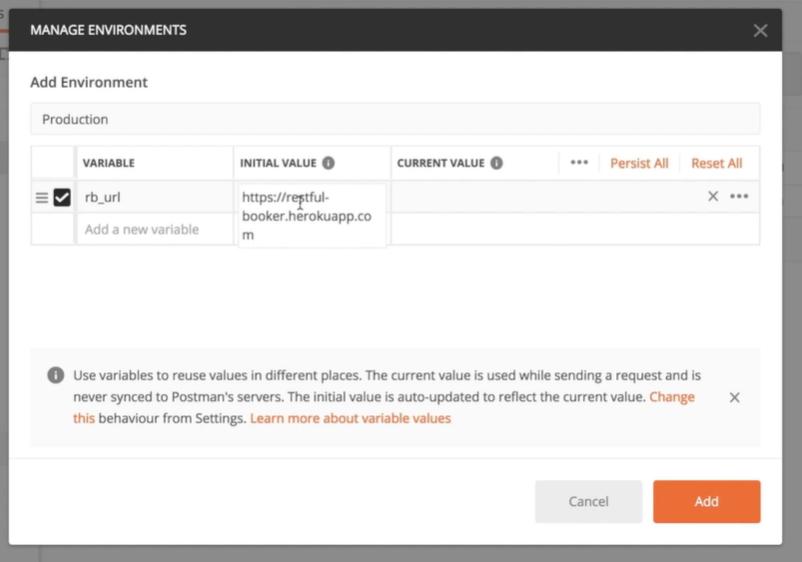 MANAGE ENVIRONMENTS
Add Environment
Production
VARIABLE INITIAL VALUE CURRENT VALUE Persist All Reset All
rb_url https://restful-
booker.herokuapp.co
m
Add a new variable
Use variables to reuse values in different places. The current value is used while sending a request and is
never synced to Postman's servers. The initial value is auto-updated to reflect the current value. Change
this behaviour from Settings. Learn more about variable values
Cancel Add